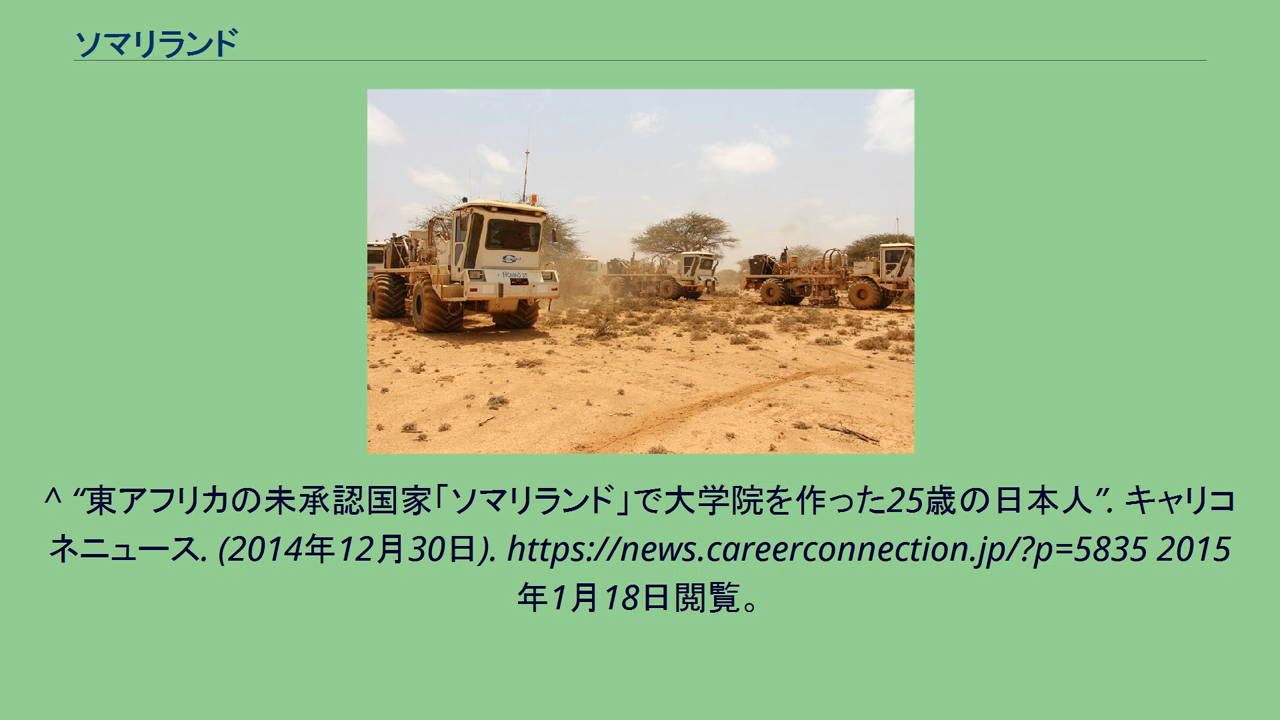 ソマリランド
^ “東アフリカの未承認国家｢ソマリランド｣で大学院を作った25歳の日本人”. キャリコ
ネニュース. (2014年12月30日). https://news.careerconnection.jp/?p=5835 2015
年1月18日閲覧。